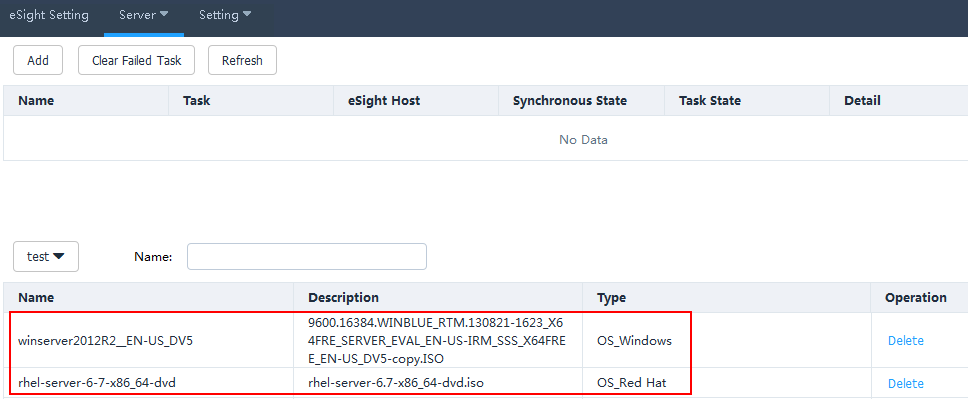 eSight Setting Server Setting
Add Clear Failed Task Refresh
Name Task eSight Host Synchronous State Task State Detail
No Data
test Name:
Name Description Type Operation
winserver2012R2__EN-US_DV5 9600.16384.WINBLUE_RTM.130821-1623_X6
4FRE_SERVER_EVAL_EN-US-IRM_SSS_X64FRE
E_EN-US_DV5-copy.ISO OS_Windows Delete
rhel-server-6-7-x86_64-dvd rhel-server-6.7-x86_64-dvd.iso OS_Red Hat Delete